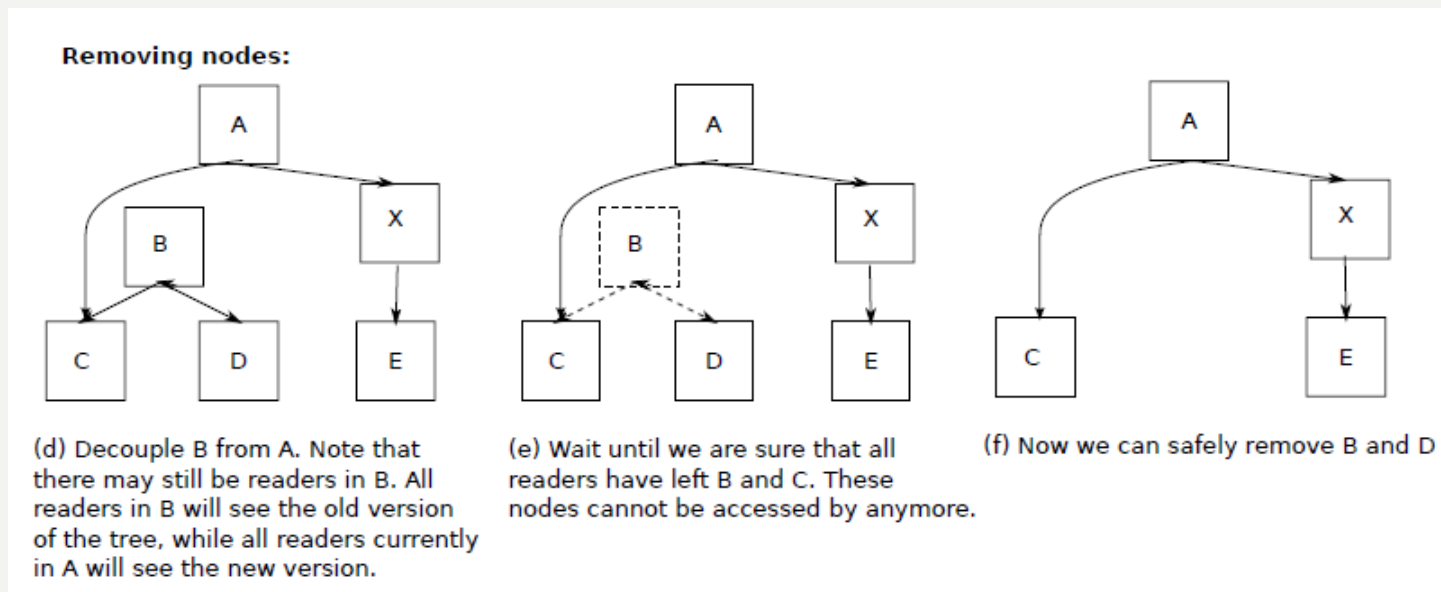 Removing nodes:
A
X
B
C
D
E
A
X
B
C
D
E
A
X
C
E
(d) Decouple B from A. Note that
there may still be readers in B. All
readers in B will see the old version
of the tree, while all readers currently
in A will see the new version.
(e) Wait until we are sure that all
readers have left B and C. These
nodes cannot be accessed by anymore.
(f) Now we can safely remove B and D